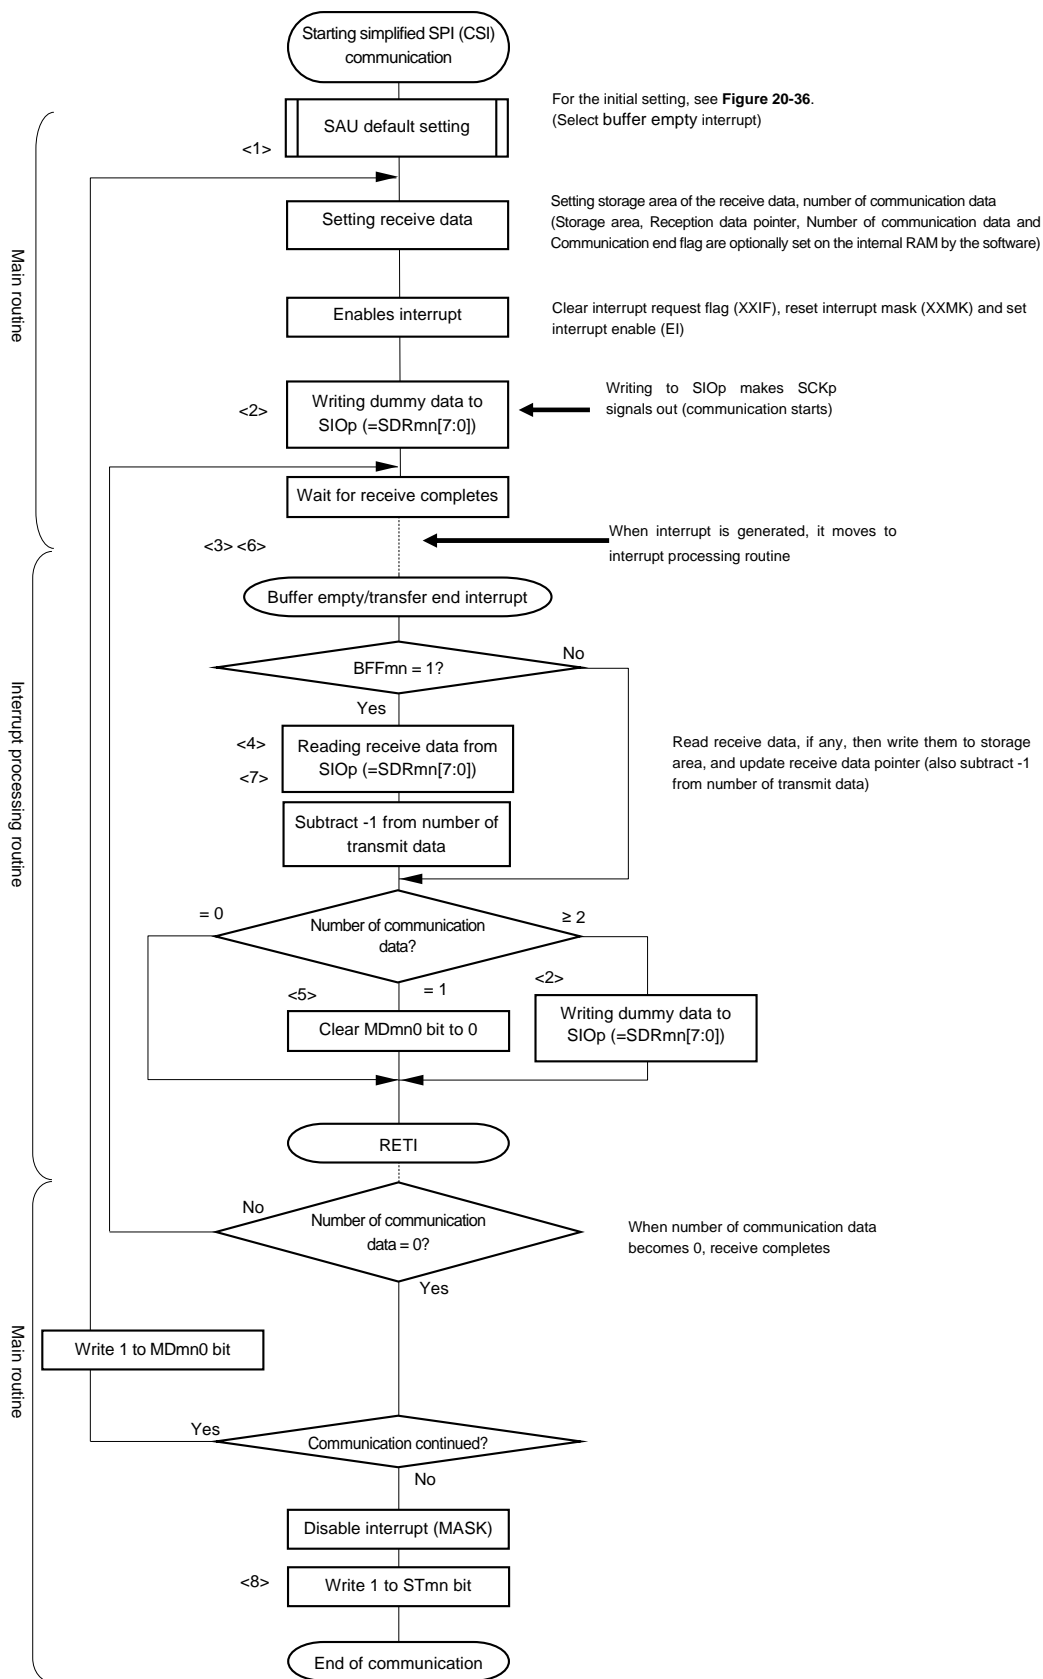 Starting simplified SPI (CSI)
communication
For the initial setting, see Figure 20-36.
(Select buffer empty interrupt)
SAU default setting
<1>
Setting storage area of the receive data, number of communication data
(Storage area, Reception data pointer, Number of communication data and
Communication end flag are optionally set on the internal RAM by the software)
Setting receive data
Main routine
Enables interrupt
Clear interrupt request flag (XXIF), reset interrupt mask (XXMK) and set
interrupt enable (EI)
Writing dummy data to
SIOp (=SDRmn[7:0])
<2>
Writing to SIOp makes SCKp
signals out (communication starts)
Wait for receive completes
<3> <6>
When interrupt is generated, it moves to
interrupt processing routine
Buffer empty/transfer end interrupt
BFFmn = 1?
No
Yes
Interrupt processing routine
<4>
<7>
Reading receive data from
SIOp (=SDRmn[7:0])
Read receive data, if any, then write them to storage
area, and update receive data pointer (also subtract -1
from number of transmit data)
Subtract -1 from number of
transmit data
= 0
Number of communication
data?
≥ 2
= 1
<5>
<2>
Clear MDmn0 bit to 0
Writing dummy data to
SIOp (=SDRmn[7:0])
RETI
No
Number of communication
data = 0?
When number of communication data
becomes 0, receive completes
Yes
Main routine
Write 1 to MDmn0 bit
Yes
Communication continued?
No
Disable interrupt (MASK)
<8>
Write 1 to STmn bit
End of communication